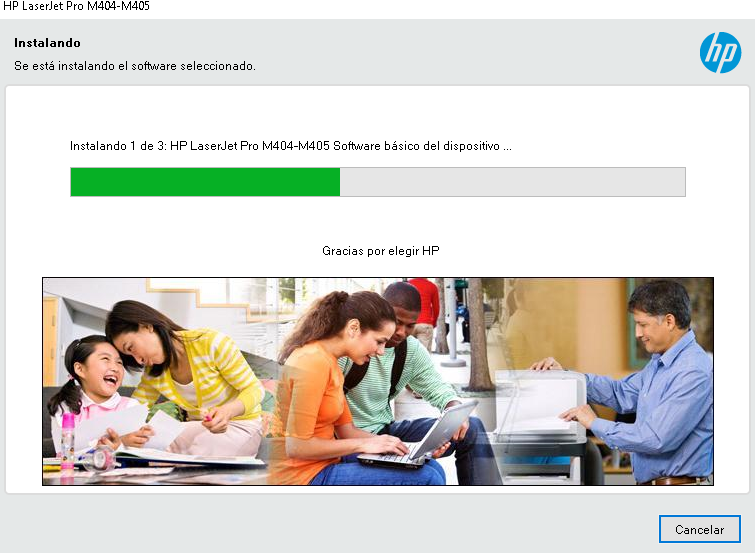 HP LaserJet Pro M404-M405
Instalando
Se está instalando el software seleccionado.
hp
Instalando 1 de 3: HP LaserJet Pro M404-M405 Software básico del dispositivo ...
Gracias por elegir HP
Cancelar